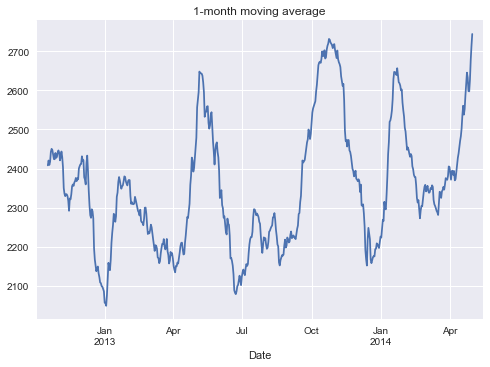 1-month moving average
2700
2600
2500
2400
2300
2200
2100
Jan
2013
Apr
Jul
Oct
Jan
2014
Apr
Date